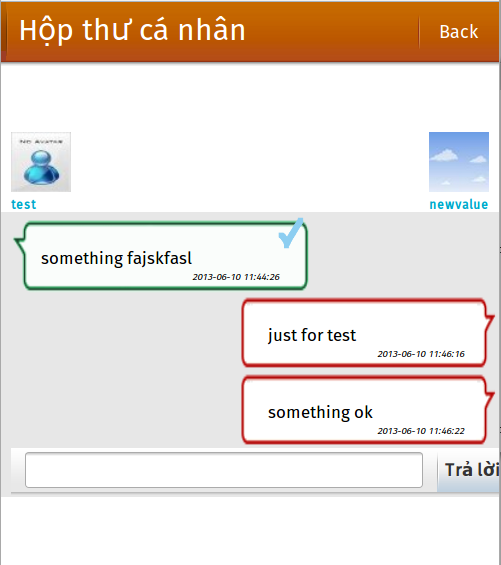 Hộp thư cá nhân
Back
NO AVATAR
test
newvalue
something fajskfasl
2013-06-10 11:44:26
just for test
2013-06-10 11:46:16
something ok
2013-06-10 11:46:22
Trả lời